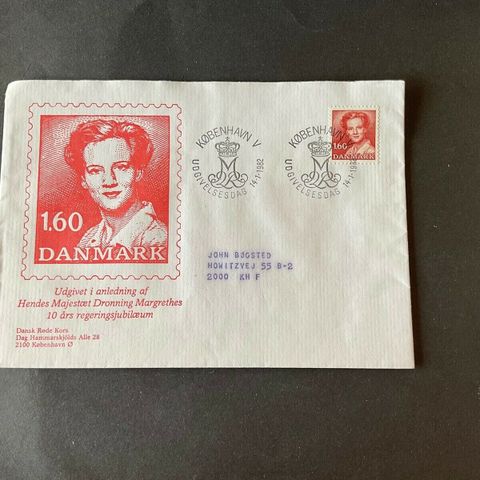 1.60
DANMARK
Udgivet i anledning af
Hendes Majestæt Dronning Margrethes
10 års regeringsjubilæum
Dansk Røde Kors
Dag Hammarskjölds Alle 28
2100 København Ø
KØBENHAVN V
UDGIVELSESDAG 14-1-1982
KØBENHAVN V
UDGIVELSESDAG 14-1-198
1.60
DANMARK
JOHN BØGSTED
HOWITZVEJ 55 B-2
2000 KH F